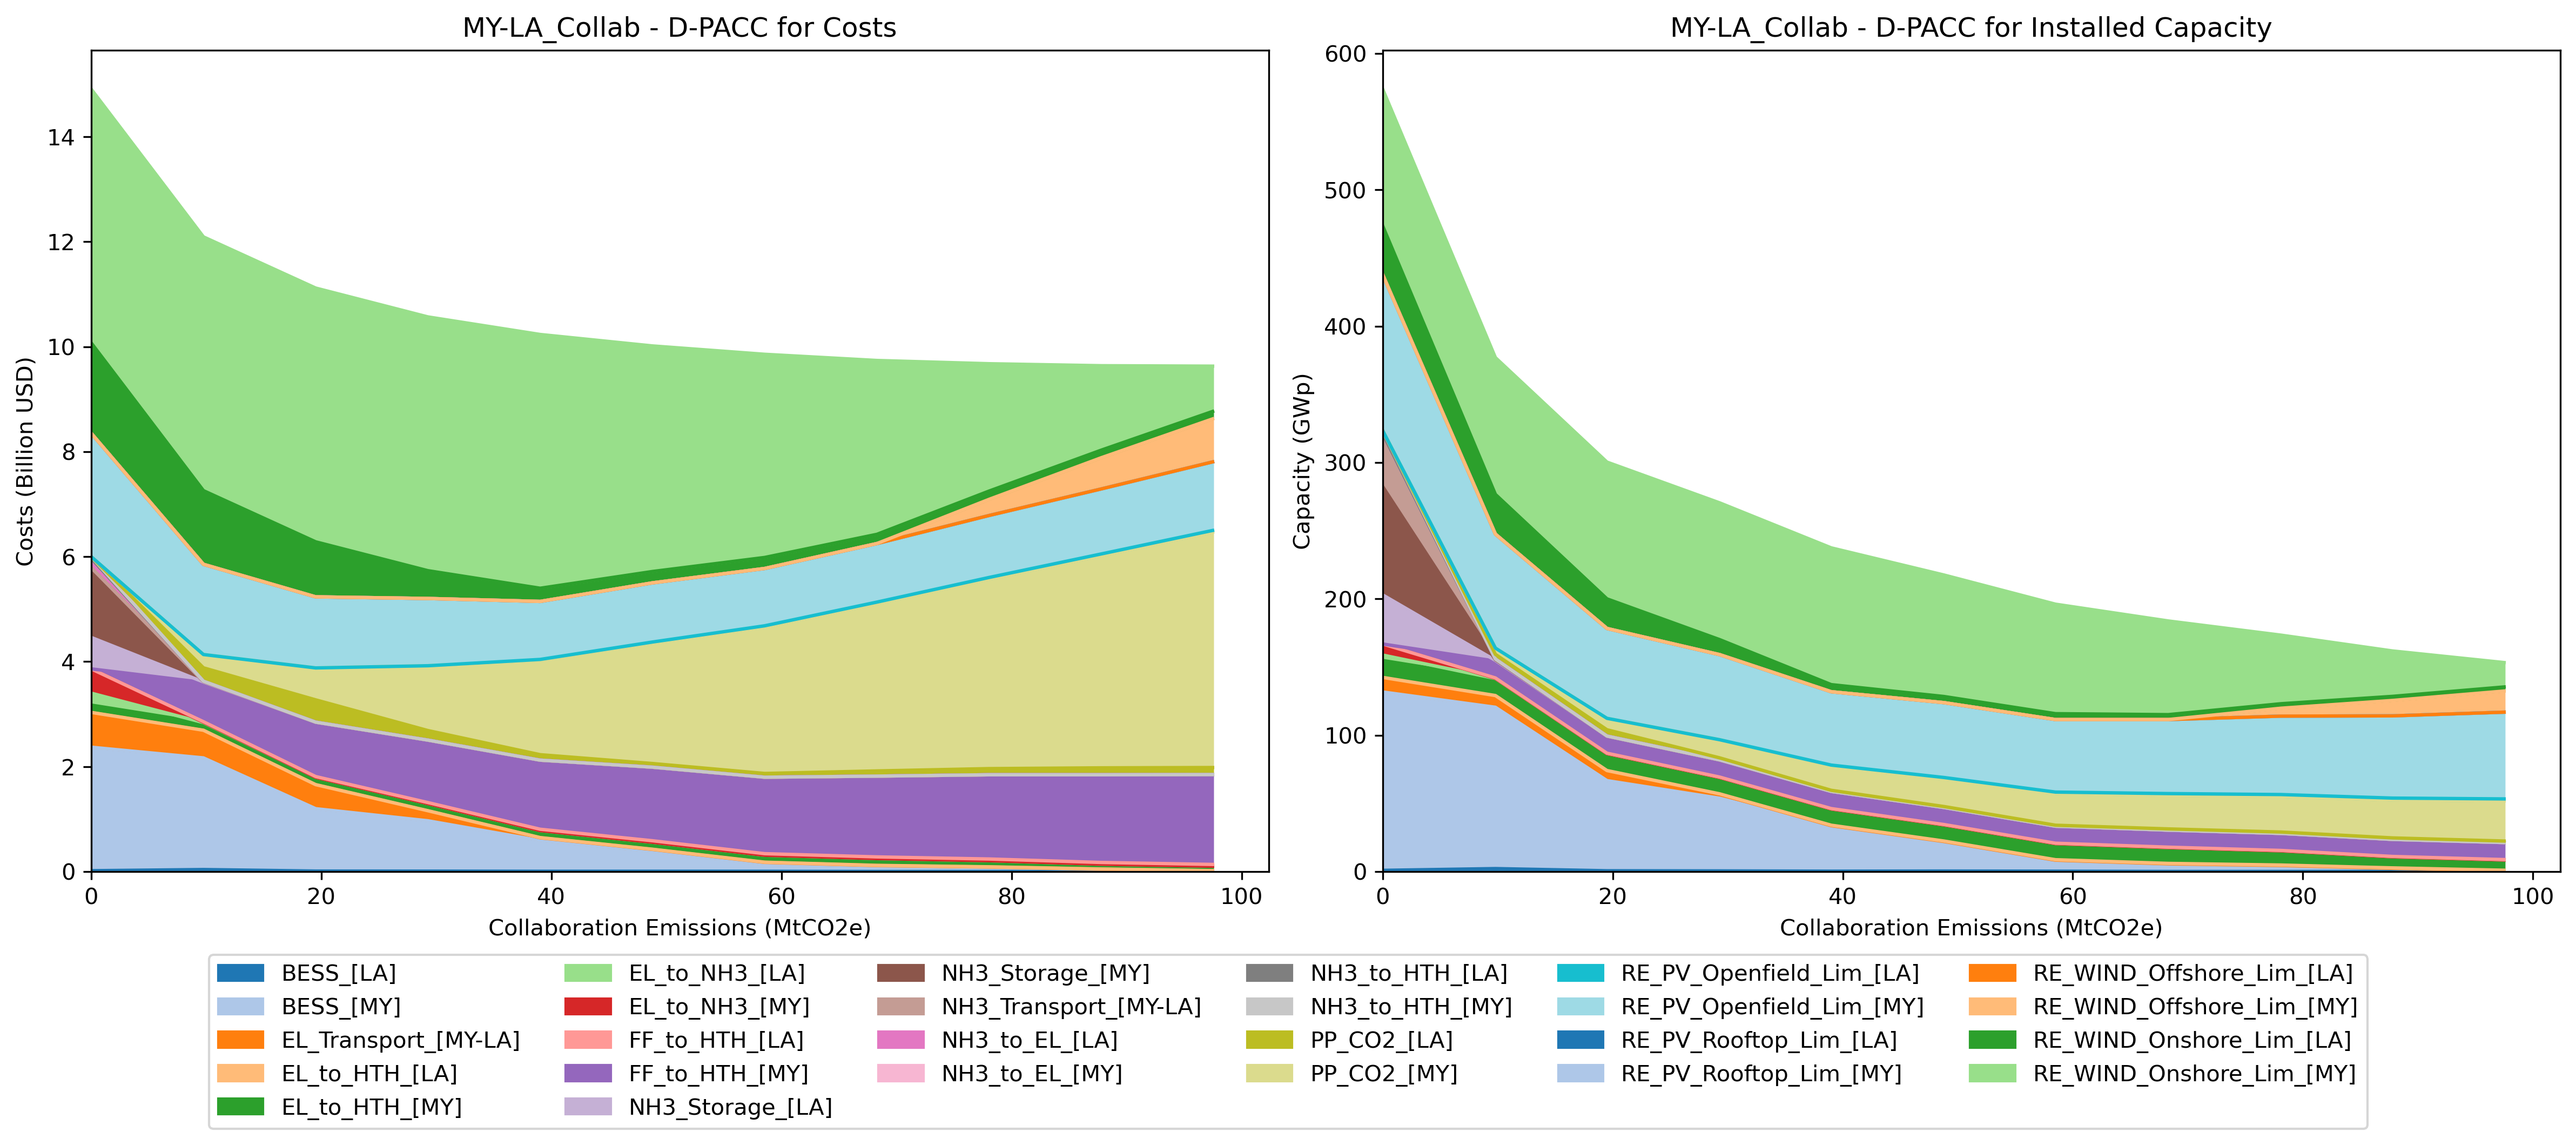 MY-LA_Collab - D-PACC for Costs
Costs (Billion USD)
14
12
10
8
6
4
2
0
0 20 40 60 80 100
Collaboration Emissions (MtCO2e)
MY-LA_Collab - D-PACC for Installed Capacity
Capacity (GWp)
600
500
400
300
200
100
0
0 20 40 60 80 100
Collaboration Emissions (MtCO2e)
BESS_[LA]
BESS_[MY]
EL_Transport_[MY-LA]
EL_to_HTH_[LA]
EL_to_HTH_[MY]
EL_to_NH3_[LA]
EL_to_NH3_[MY]
FF_to_HTH_[LA]
FF_to_HTH_[MY]
NH3_Storage_[LA]
NH3_Storage_[MY]
NH3_Transport_[MY-LA]
NH3_to_EL_[LA]
NH3_to_EL_[MY]
NH3_to_HTH_[LA]
NH3_to_HTH_[MY]
PP_CO2_[LA]
PP_CO2_[MY]
RE_PV_Openfield_Lim_[LA]
RE_PV_Openfield_Lim_[MY]
RE_PV_Rooftop_Lim_[LA]
RE_PV_Rooftop_Lim_[MY]
RE_WIND_Offshore_Lim_[LA]
RE_WIND_Offshore_Lim_[MY]
RE_WIND_Onshore_Lim_[LA]
RE_WIND_Onshore_Lim_[MY]